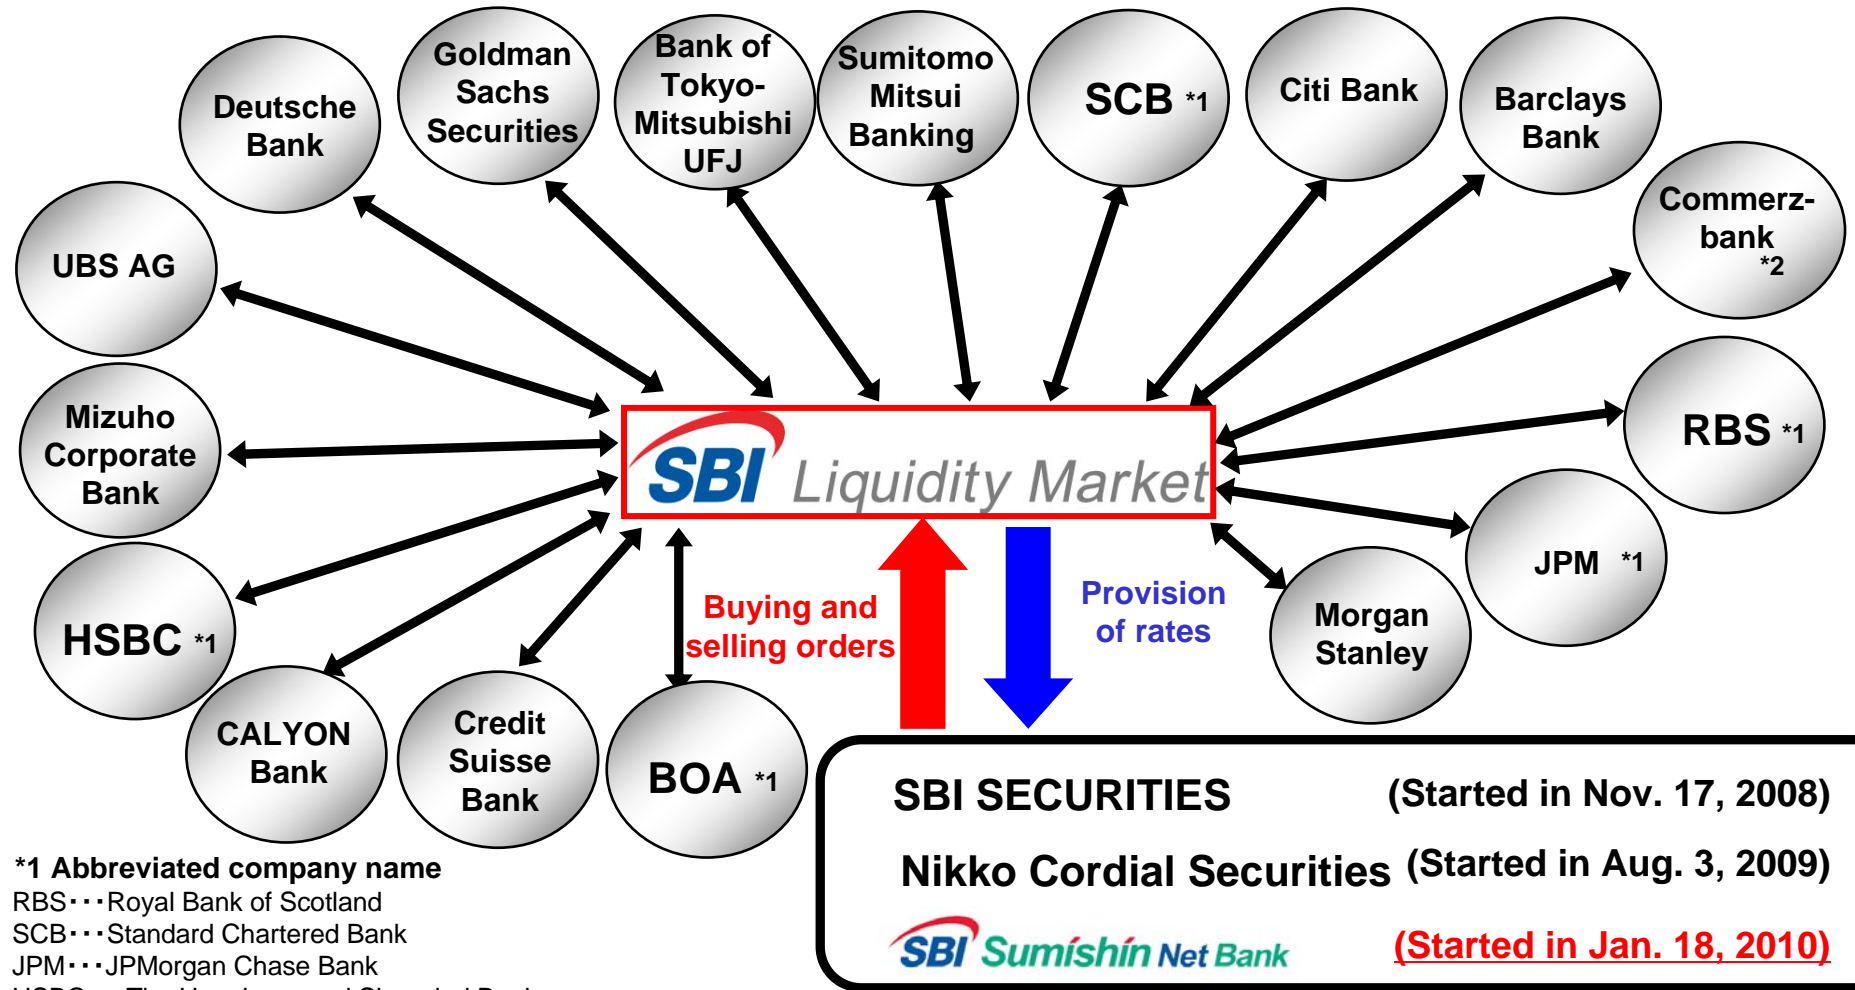 Goldman
Sachs
Securities
Bank of
Tokyo-
Mitsubishi
UFJ
Sumitomo
Mitsui
Banking
SCB *1
Citi Bank
Barclays
Bank
Deutsche
Bank
Commerz-
bank
*2
UBS AG
RBS *1
Mizuho
Corporate
Bank
SBI Liquidity Market
JPM *1
HSBC *1
Buying and
selling orders
Provision
of rates
Morgan
Stanley
CALYON
Bank
Credit
Suisse
Bank
BOA *1
SBI SECURITIES (Started in Nov. 17, 2008)
Nikko Cordial Securities (Started in Aug. 3, 2009)
SBI Sumishin Net Bank (Started in Jan. 18, 2010)
*1 Abbreviated company name
RBS・・・Royal Bank of Scotland
SCB・・・Standard Chartered Bank
JPM・・・JPMorgan Chase Bank